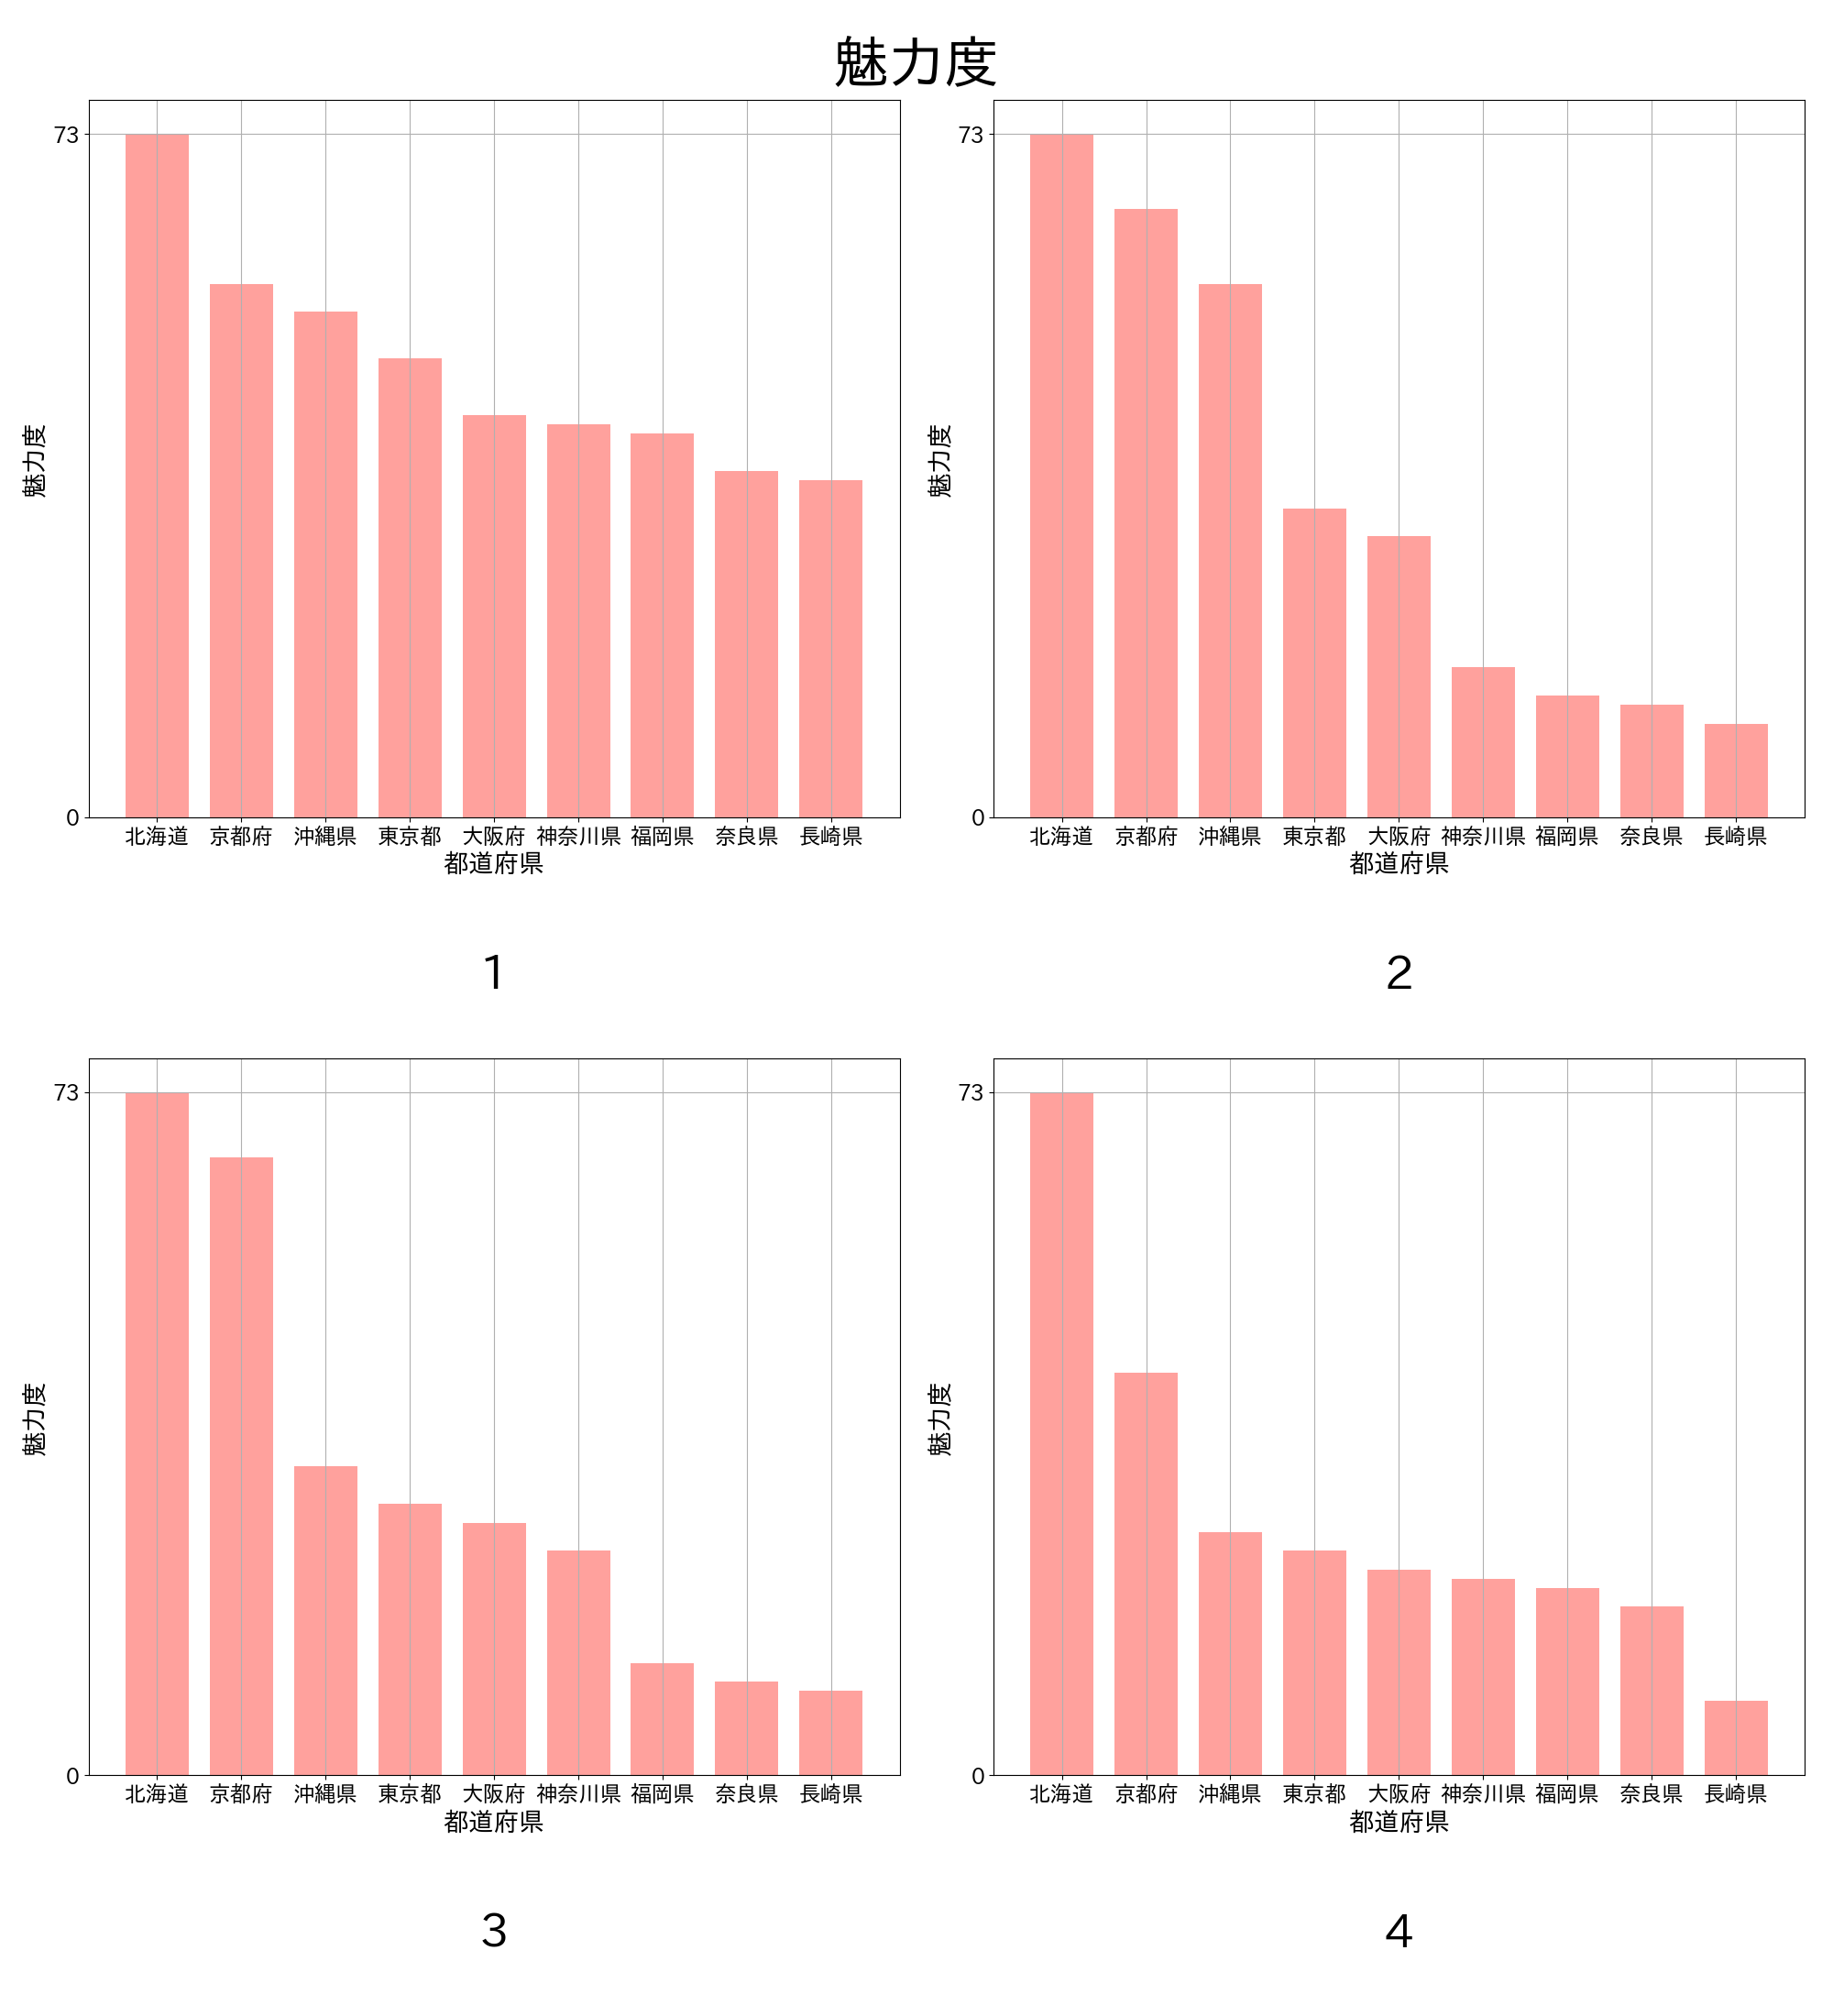 魅力度
73
魅力度
0
北海道 京都府 沖縄県 東京都 大阪府 神奈川県 福岡県 奈良県 長崎県
都道府県
1
73
魅力度
0
北海道 京都府 沖縄県 東京都 大阪府 神奈川県 福岡県 奈良県 長崎県
都道府県
2
73
魅力度
0
北海道 京都府 沖縄県 東京都 大阪府 神奈川県 福岡県 奈良県 長崎県
都道府県
3
73
魅力度
0
北海道 京都府 沖縄県 東京都 大阪府 神奈川県 福岡県 奈良県 長崎県
都道府県
4